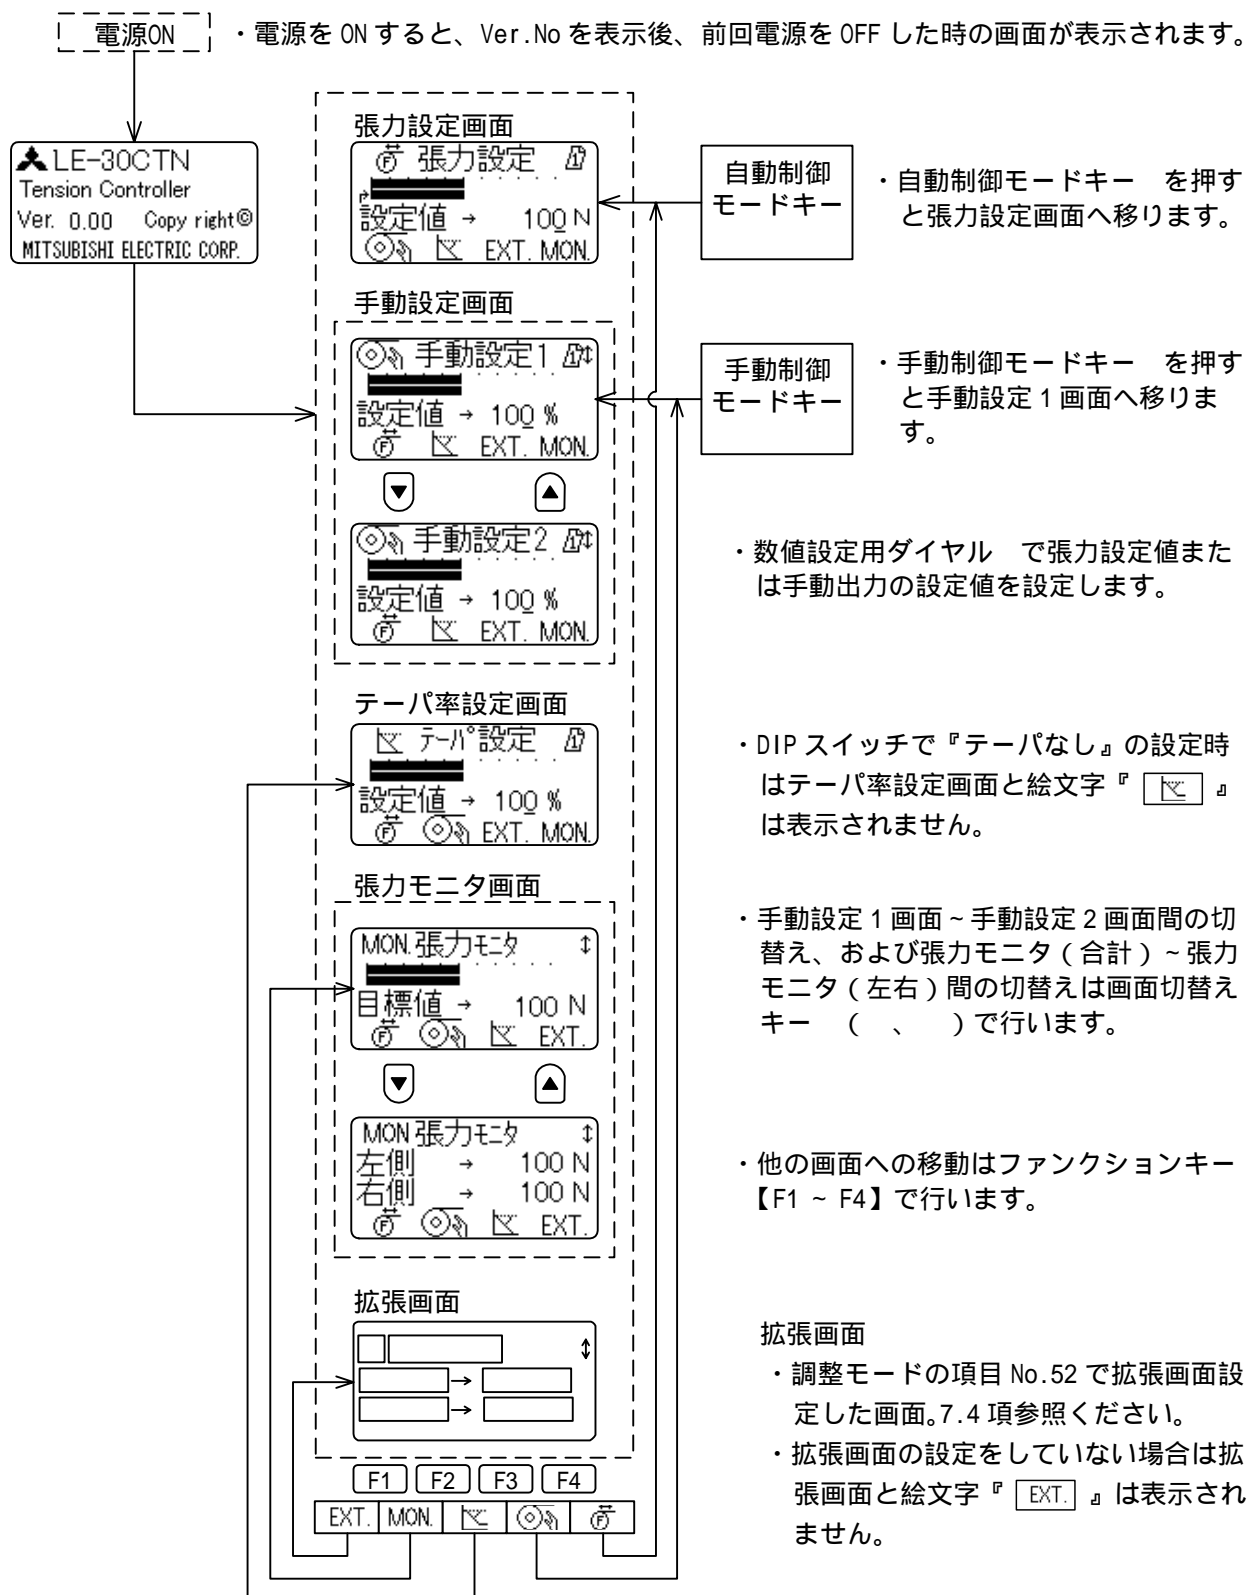 電源ON
・電源を ON すると、Ver.No を表示後、前回電源を OFF した時の画面が表示されます。
LE-30CTN
Tension Controller
Ver. 0.00 Copy right©
MITSUBISHI ELECTRIC CORP.
張力設定画面
張力設定
設定値 → 100 N
EXT. MON.
自動制御
モードキー
・自動制御モードキー を押す
と張力設定画面へ移ります。
手動設定画面
手動設定1
設定値 → 100 %
EXT. MON.
手動制御
モードキー
・手動制御モードキー を押す
と手動設定 1 画面へ移りま
す。
▼ ▲
手動設定2
設定値 → 100 %
EXT. MON.
・数値設定用ダイヤル で張力設定値また
は手動出力の設定値を設定します。
テーパ率設定画面
テーパ設定
設定値 → 100 %
EXT. MON.
・DIP スイッチで『テーパなし』の設定時
はテーパ率設定画面と絵文字『 』
は表示されません。
張力モニタ画面
MON. 張力モニタ ↕
目標値 → 100 N
EXT.
・手動設定 1 画面 ~ 手動設定 2 画面間の切
替え、および張力モニタ ( 合計 ) ~ 張力
モニタ ( 左右 ) 間の切替えは画面切替え
キー ( 、 ) で行います。
▼ ▲
MON 張力モニタ ↕
左側 → 100 N
右側 → 100 N
EXT.
・他の画面への移動はファンクションキー
【F1 ~ F4】で行います。
拡張画面
↕
→
→
拡張画面
・調整モードの項目 No.52 で拡張画面設
定した画面。7.4 項参照ください。
・拡張画面の設定をしていない場合は拡
張画面と絵文字『 EXT. 』は表示され
ません。
F1 F2 F3 F4
EXT. MON. F